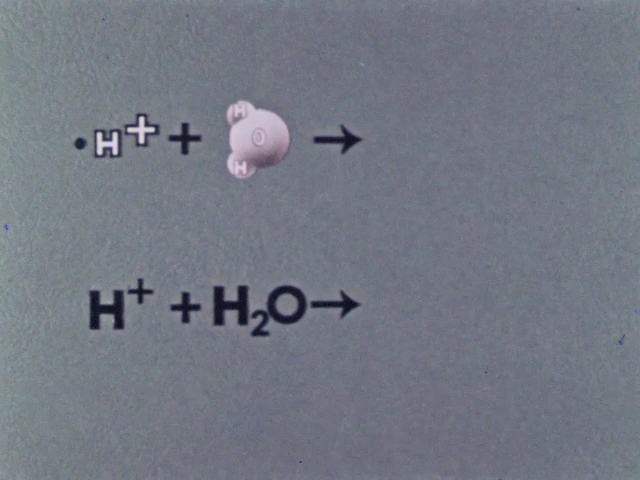 ·H⁺ + H O H →
H⁺ + H₂O →